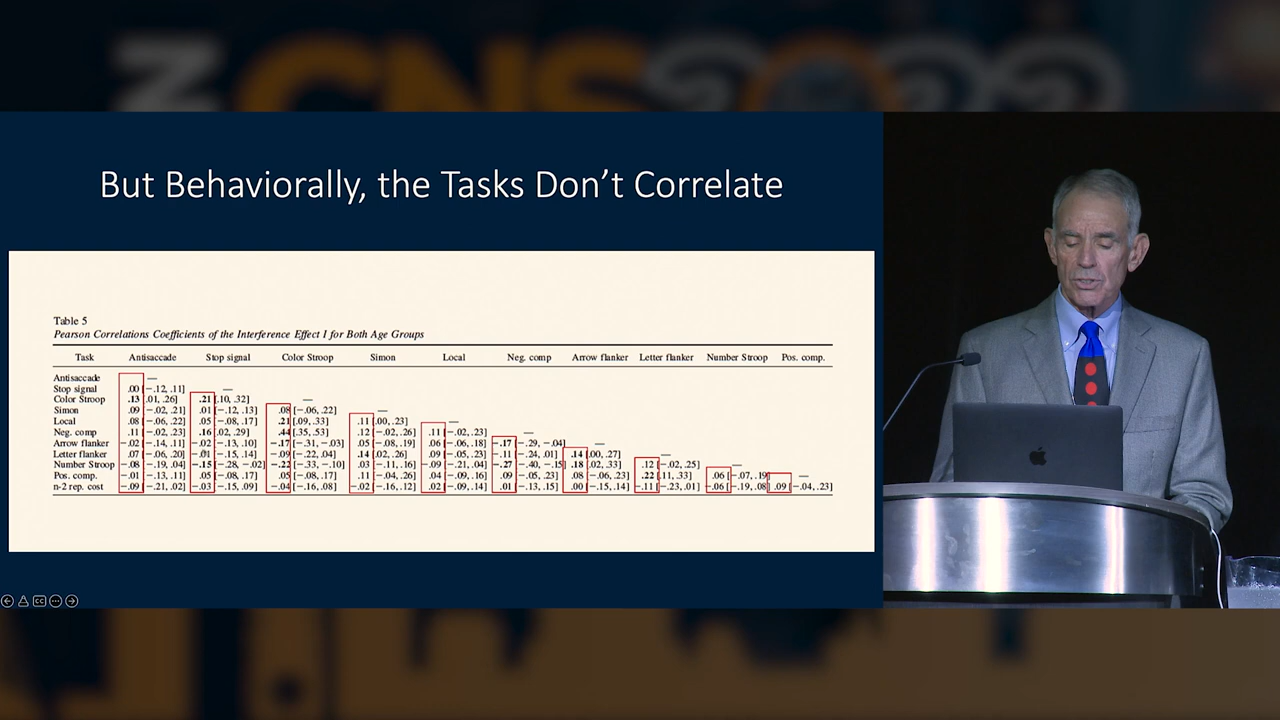 CNS 2022
But Behaviorally, the Tasks Don't Correlate
Table 5
Pearson Correlations Coefficients of the Interference Effect I for Both Age Groups
Task Antisaccade Stop signal Color Stroop Simon Local Neg. comp Arrow flanker Letter flanker Number Stroop Pos. comp.
Antisaccade —
Stop signal .00 [−.12, .11] —
Color Stroop .13 [.01, .26] .21 [.10, .32] —
Simon .09 [−.02, .21] .01 [−.12, .13] .08 [−.06, .22] —
Local .08 [−.06, .22] .05 [−.08, .17] .21 [.09, .33] .11 [.00, .23] —
Neg. comp .11 [−.02, .23] .16 [.02, .29] .44 [.35, .53] .12 [−.02, .26] .11 [−.02, .23] —
Arrow flanker −.02 [−.14, .11] −.02 [−.13, .10] −.17 [−.31, −.03] .05 [−.08, .19] .06 [−.06, .18] −.17 [−.29, −.04] —
Letter flanker .07 [−.06, .20] −.01 [−.15, .14] −.09 [−.22, .04] .14 [.02, .26] −.09 [−.23, .05] −.11 [−.24, .01] .14 [.00, .27] —
Number Stroop −.08 [−.19, .04] −.15 [−.28, −.02] −.22 [−.33, −.10] .03 [−.11, .16] −.09 [−.21, .04] −.27 [−.40, −.15] .18 [.02, .33] .12 [−.02, .25] —
Pos. comp. −.01 [−.13, .11] .05 [−.08, .17] .05 [−.08, .17] .11 [−.04, .26] .04 [−.09, .16] .09 [−.05, .23] .08 [−.06, .23] .22 [.11, .33] .06 [−.07, .19] —
n-2 rep. cost −.09 [−.21, .02] −.03 [−.15, .09] −.04 [−.16, .08] −.02 [−.16, .12] .02 [−.09, .14] .01 [−.13, .15] .00 [−.15, .14] −.11 [−.23, .01] −.06 [−.19, .08] .09 [−.04, .23]
CC